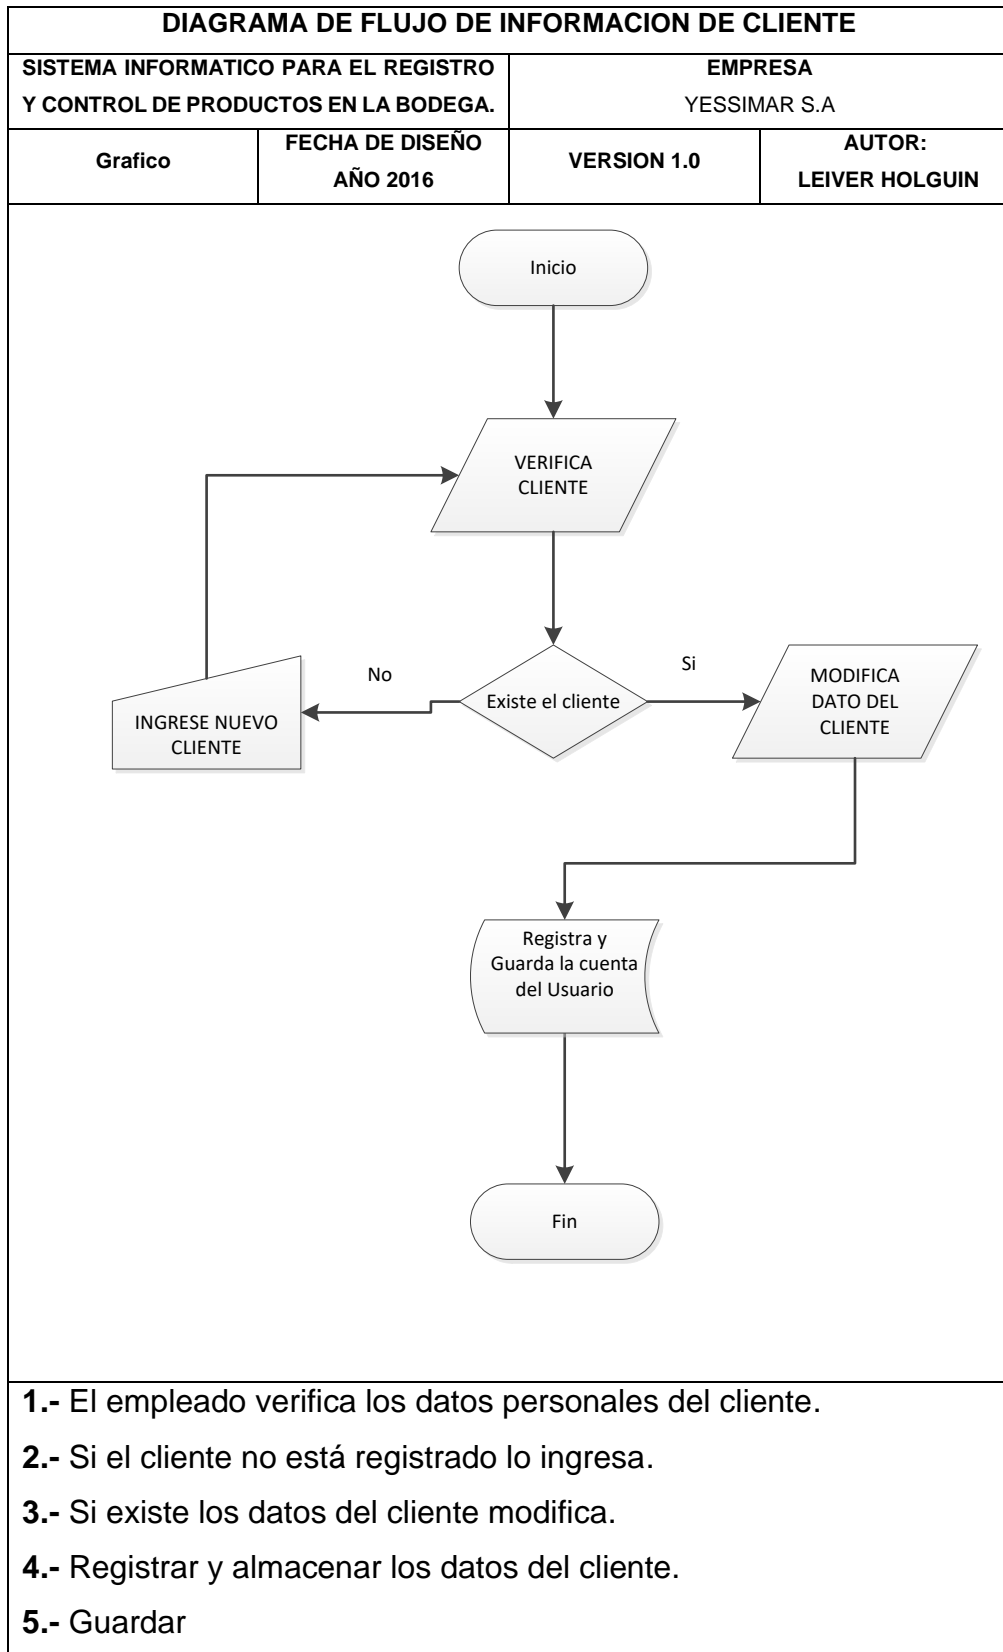 DIAGRAMA DE FLUJO DE INFORMACION DE CLIENTE
SISTEMA INFORMATICO PARA EL REGISTRO
Y CONTROL DE PRODUCTOS EN LA BODEGA.
EMPRESA
YESSIMAR S.A
Grafico
FECHA DE DISEÑO
AÑO 2016
VERSION 1.0
AUTOR:
LEIVER HOLGUIN
Inicio
VERIFICA
CLIENTE
No
Existe el cliente
Si
INGRESE NUEVO
CLIENTE
MODIFICA
DATO DEL
CLIENTE
Registra y
Guarda la cuenta
del Usuario
Fin
1.- El empleado verifica los datos personales del cliente.
2.- Si el cliente no está registrado lo ingresa.
3.- Si existe los datos del cliente modifica.
4.- Registrar y almacenar los datos del cliente.
5.- Guardar